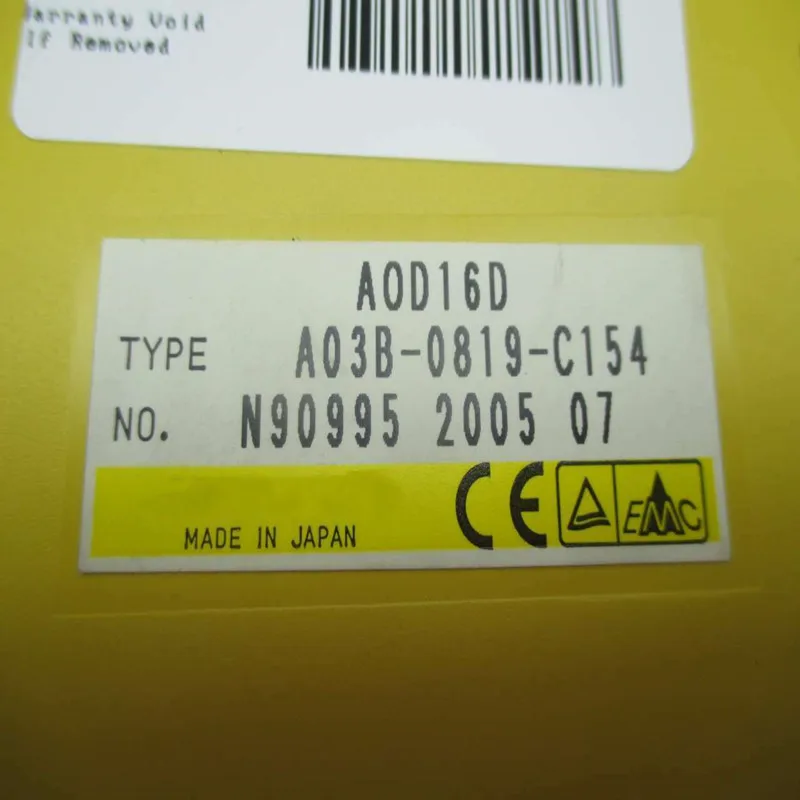 Warranty Void
If Removed
AOD16D
TYPE A03B-0819-C154
NO. N90995 2005 07
MADE IN JAPAN
CE
EMC